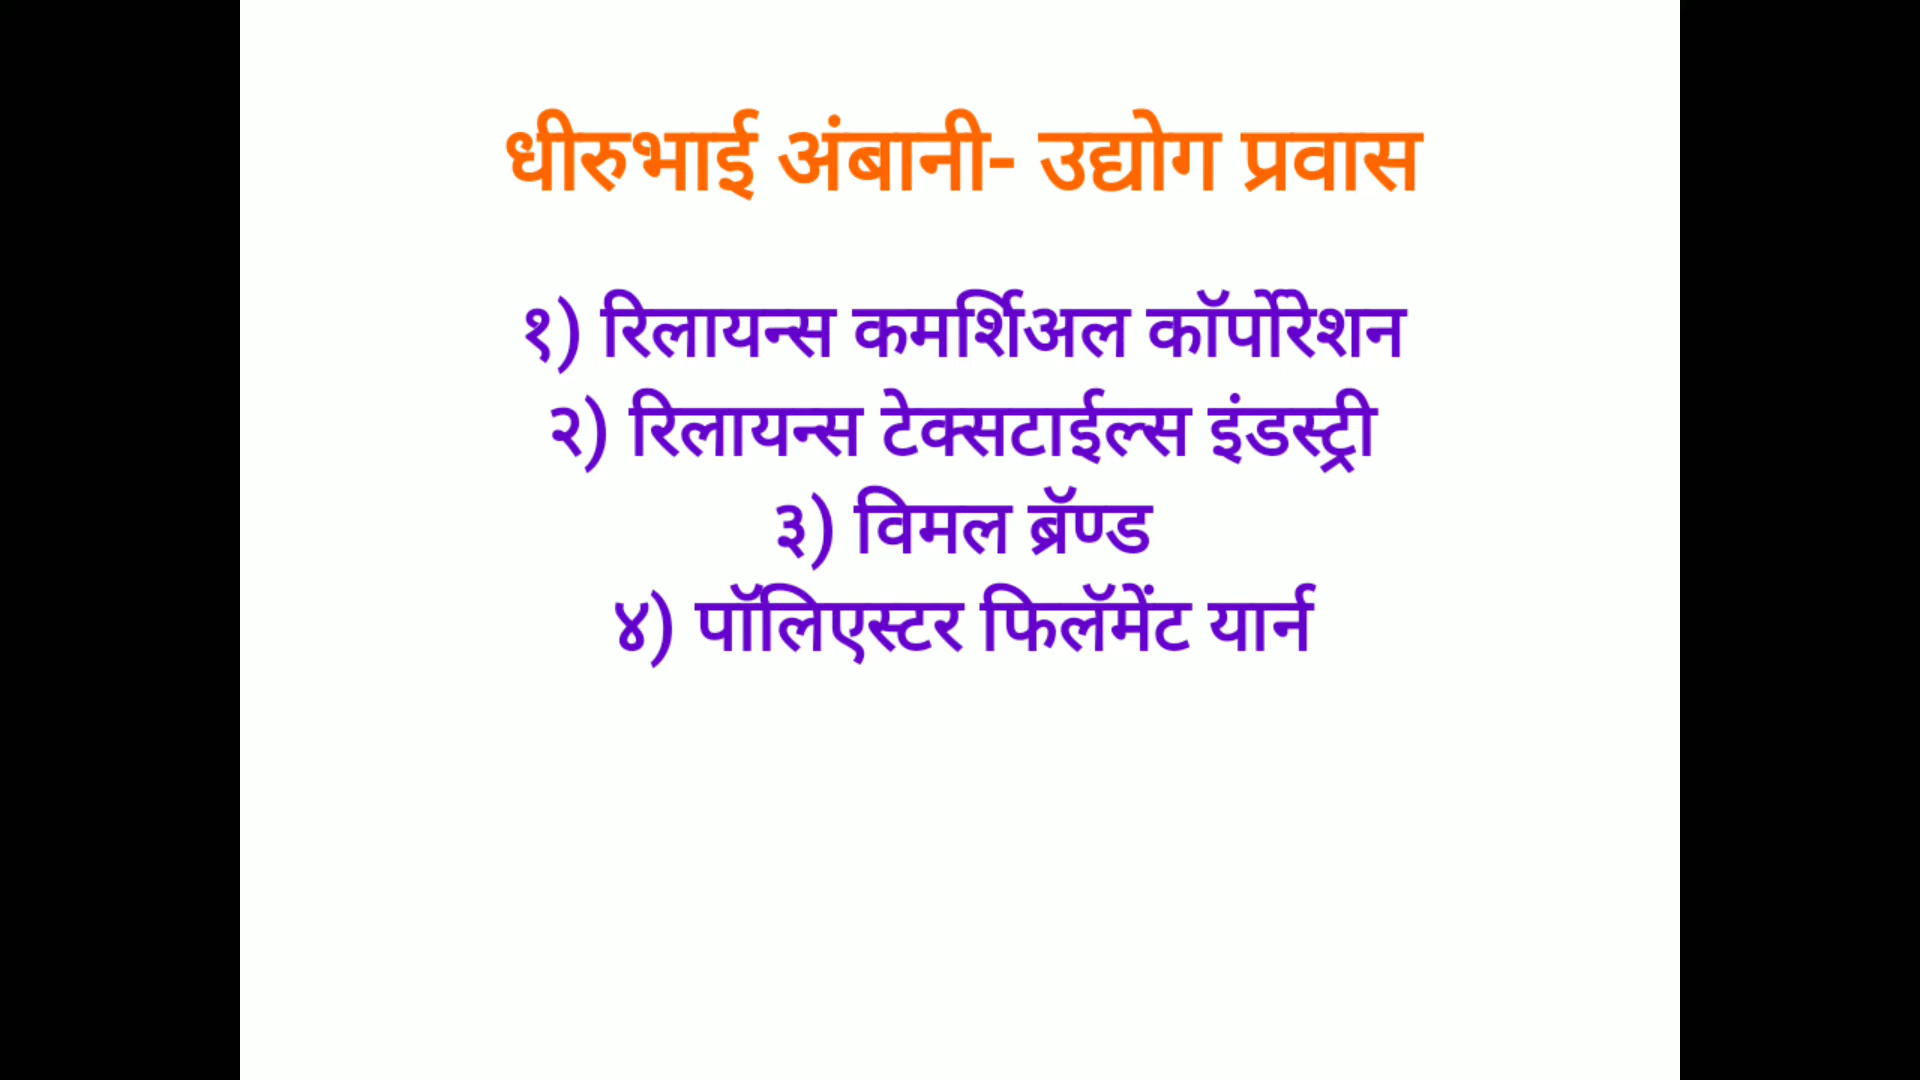 धीरुभाई अंबानी- उद्योग प्रवास
१) रिलायन्स कमर्शिअल कॉर्पोरेशन
२) रिलायन्स टेक्सटाईल्स इंडस्ट्री
३) विमल ब्रॅण्ड
४) पॉलिएस्टर फिलॅमेंट यार्न